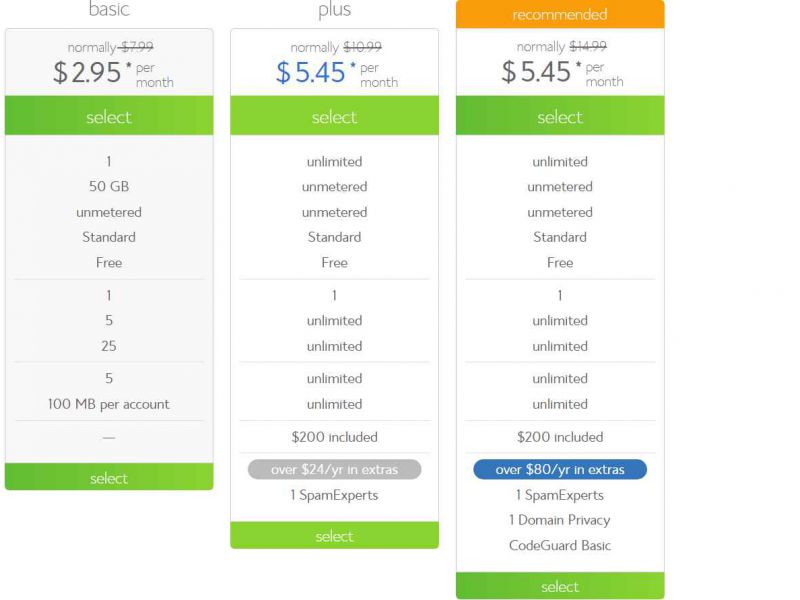 basic
normally $7.99
$2.95* per month
select
1
50 GB
unmetered
Standard
Free
1
5
25
5
100 MB per account
—
select
plus
normally $10.99
$5.45* per month
select
unlimited
unmetered
unmetered
Standard
Free
1
unlimited
unlimited
unlimited
unlimited
$200 included
over $24/yr in extras
1 SpamExperts
select
recommended
normally $14.99
$5.45* per month
select
unlimited
unmetered
unmetered
Standard
Free
1
unlimited
unlimited
unlimited
unlimited
$200 included
over $80/yr in extras
1 SpamExperts
1 Domain Privacy
CodeGuard Basic
select